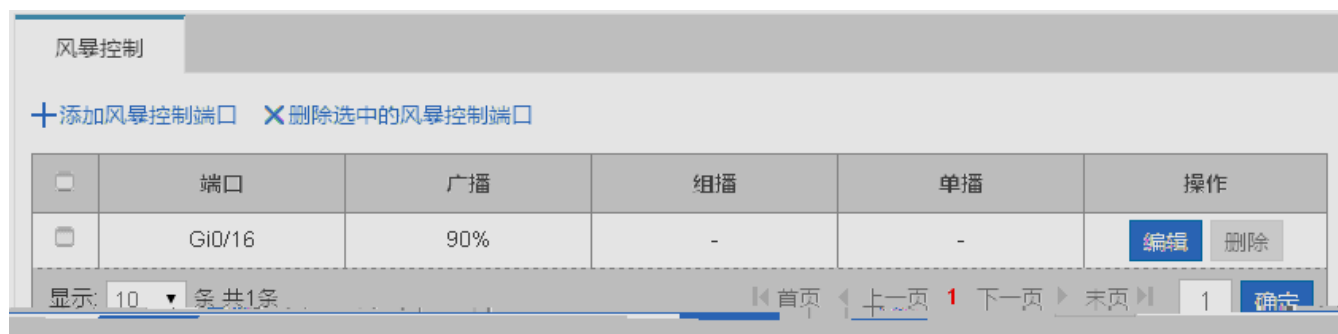 风暴控制
添加风暴控制端口 删除选中的风暴控制端口
端口 广播 组播 单播 操作
Gi0/16 90% - - 编辑 删除
显示: 10 条 共1条 首页 上一页 1 下一页 末页 1 确定